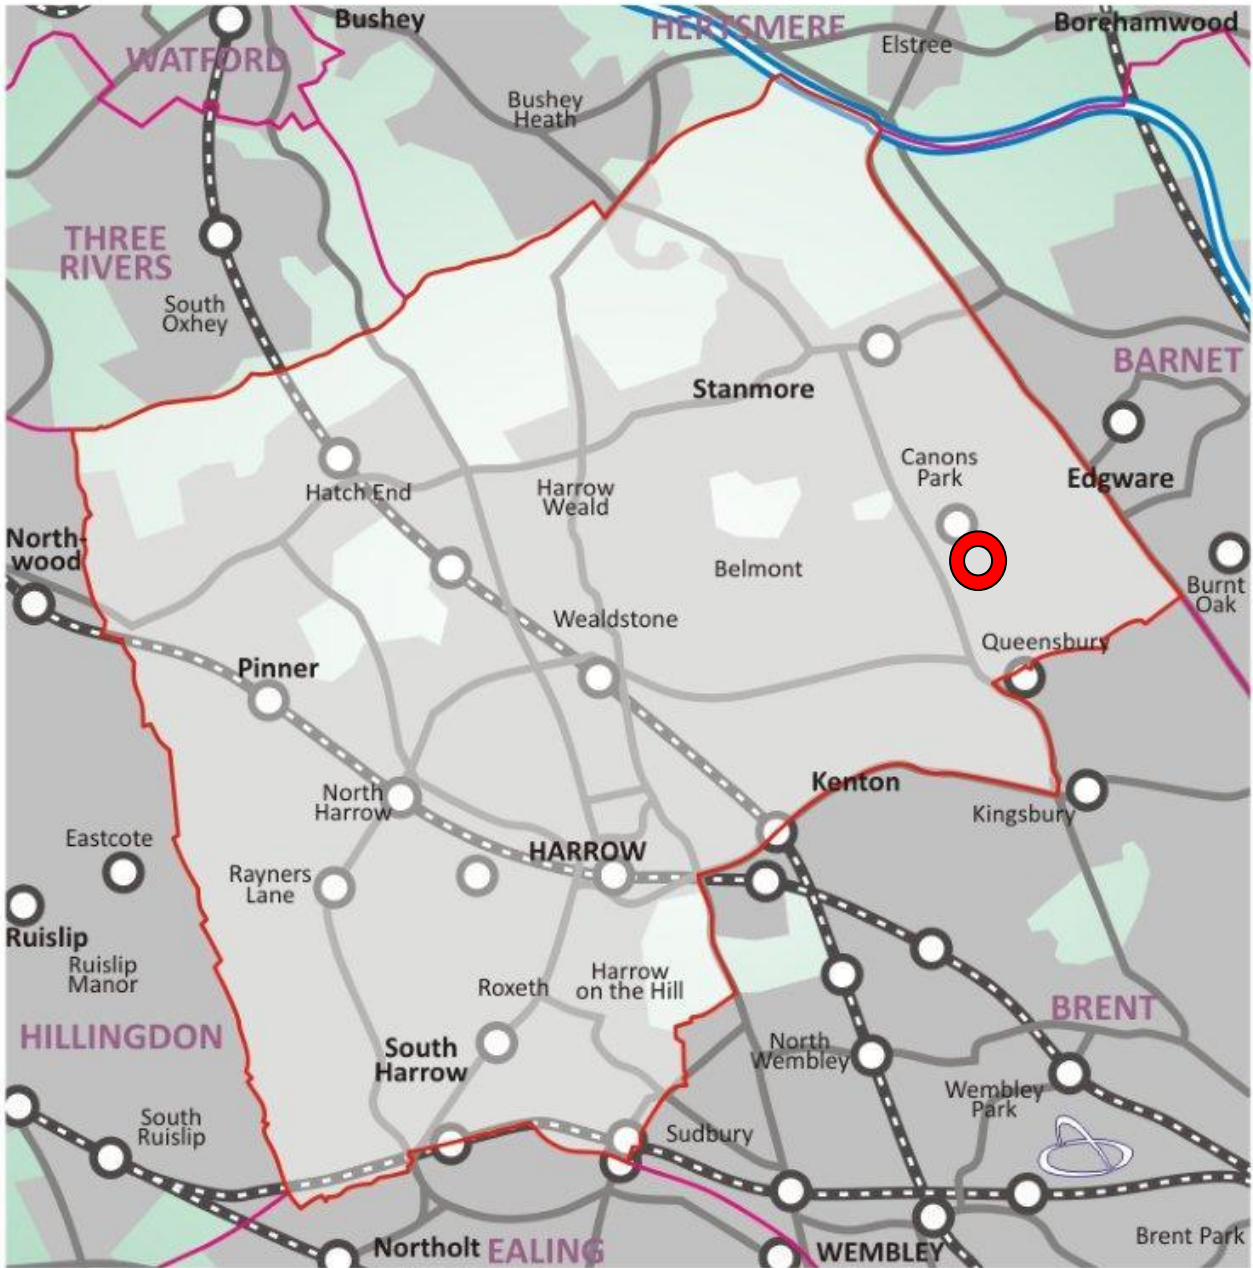 Bushey
HERTSMERE
Borehamwood
Elstree
WATFORD
Bushey
Heath
THREE
RIVERS
South
Oxhey
BARNET
Stanmore
Canons
Park
Edgware
Hatch End
Harrow
Weald
North-
wood
Belmont
Burnt
Oak
Wealdstone
Queensbury
Pinner
Kenton
North
Harrow
Kingsbury
Eastcote
HARROW
Rayners
Lane
Ruislip
Ruislip
Manor
Roxeth
Harrow
on the Hill
BRENT
HILLINGDON
South
Harrow
North
Wembley
Wembley
Park
South
Ruislip
Sudbury
Brent Park
Northolt
EALING
WEMBLEY